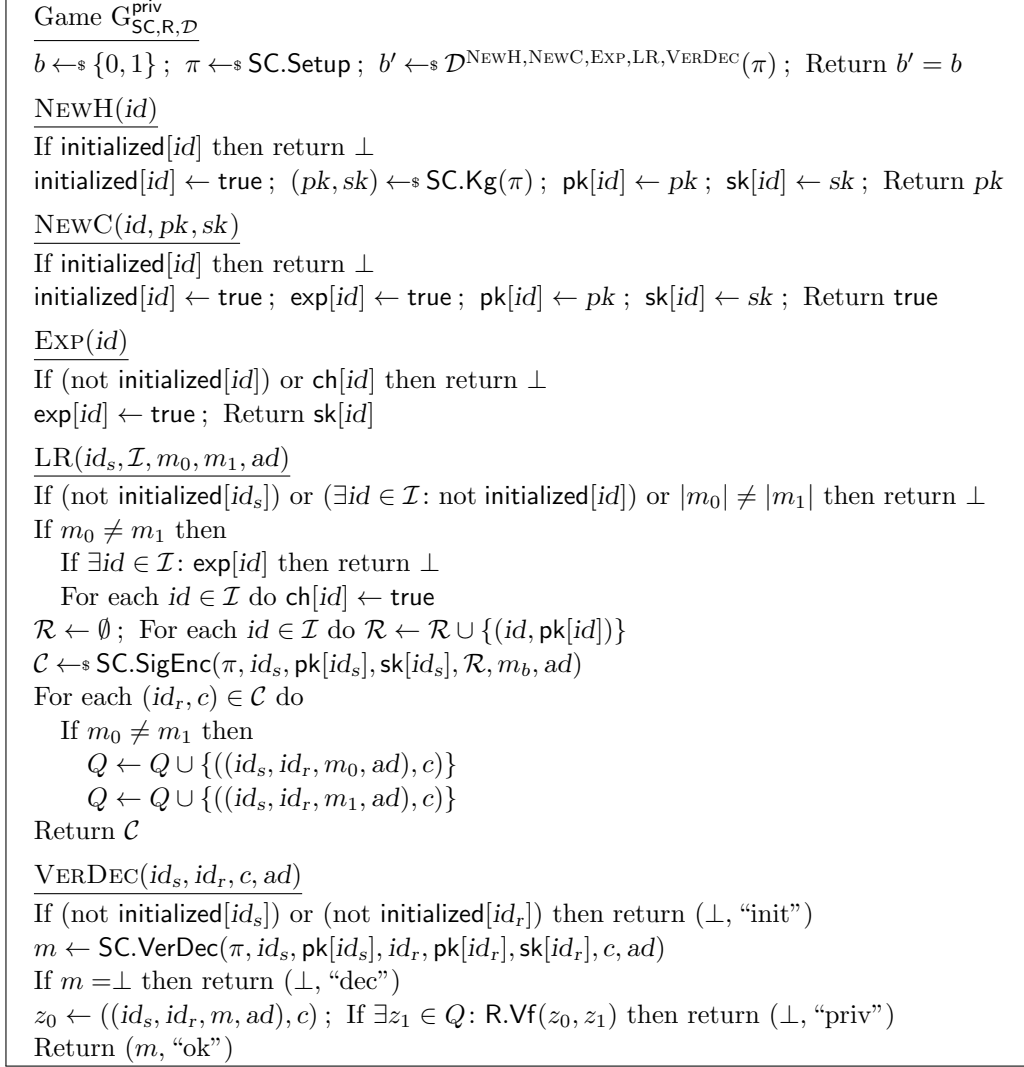 Game G^{priv}_{SC,R,𝒟}
b ←$ {0, 1} ; π ←$ SC.Setup ; b′ ←$ 𝒟^{NewH,NewC,Exp,LR,VerDec}(π) ; Return b′ = b
NewH(id)
If initialized[id] then return ⊥
initialized[id] ← true ; (pk, sk) ←$ SC.Kg(π) ; pk[id] ← pk ; sk[id] ← sk ; Return pk
NewC(id, pk, sk)
If initialized[id] then return ⊥
initialized[id] ← true ; exp[id] ← true ; pk[id] ← pk ; sk[id] ← sk ; Return true
Exp(id)
If (not initialized[id]) or ch[id] then return ⊥
exp[id] ← true ; Return sk[id]
LR(id_s, ℐ, m_0, m_1, ad)
If (not initialized[id_s]) or (∃id ∈ ℐ: not initialized[id]) or |m_0| ≠ |m_1| then return ⊥
If m_0 ≠ m_1 then
If ∃id ∈ ℐ: exp[id] then return ⊥
For each id ∈ ℐ do ch[id] ← true
ℛ ← ∅ ; For each id ∈ ℐ do ℛ ← ℛ ∪ {(id, pk[id])}
𝒞 ←$ SC.SigEnc(π, id_s, pk[id_s], sk[id_s], ℛ, m_b, ad)
For each (id_r, c) ∈ 𝒞 do
If m_0 ≠ m_1 then
Q ← Q ∪ {((id_s, id_r, m_0, ad), c)}
Q ← Q ∪ {((id_s, id_r, m_1, ad), c)}
Return 𝒞
VerDec(id_s, id_r, c, ad)
If (not initialized[id_s]) or (not initialized[id_r]) then return (⊥, “init”)
m ← SC.VerDec(π, id_s, pk[id_s], id_r, pk[id_r], sk[id_r], c, ad)
If m =⊥ then return (⊥, “dec”)
z_0 ← ((id_s, id_r, m, ad), c) ; If ∃z_1 ∈ Q: R.Vf(z_0, z_1) then return (⊥, “priv”)
Return (m, “ok”)